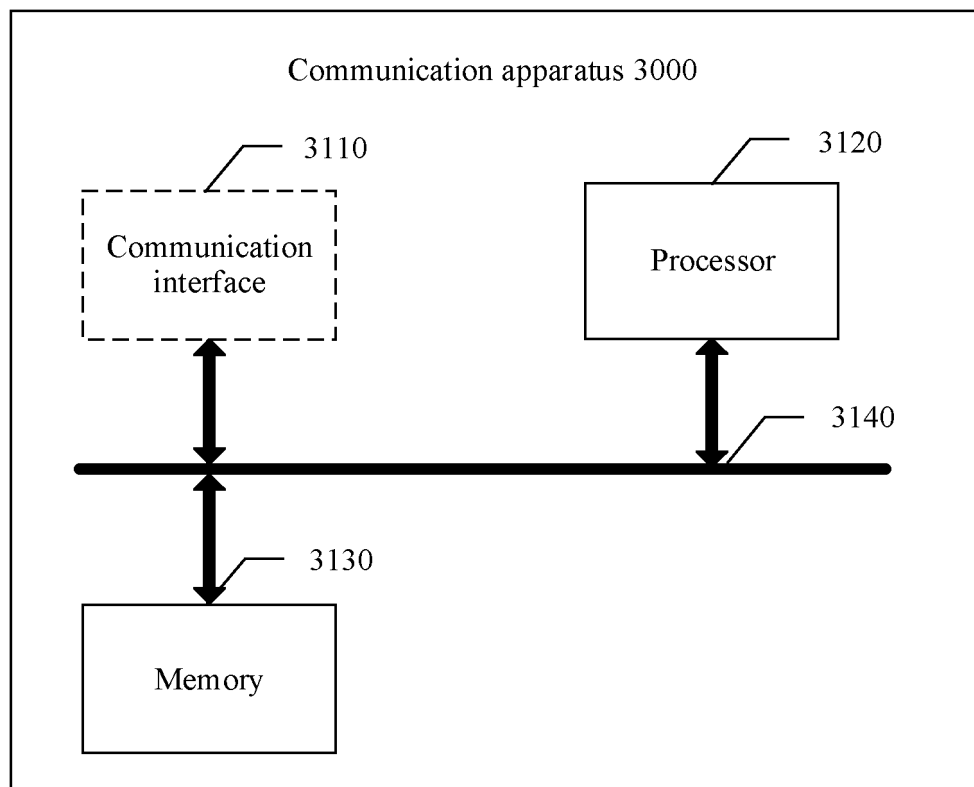 Communication apparatus 3000
3110
3120
Communication
interface
Processor
3140
3130
Memory